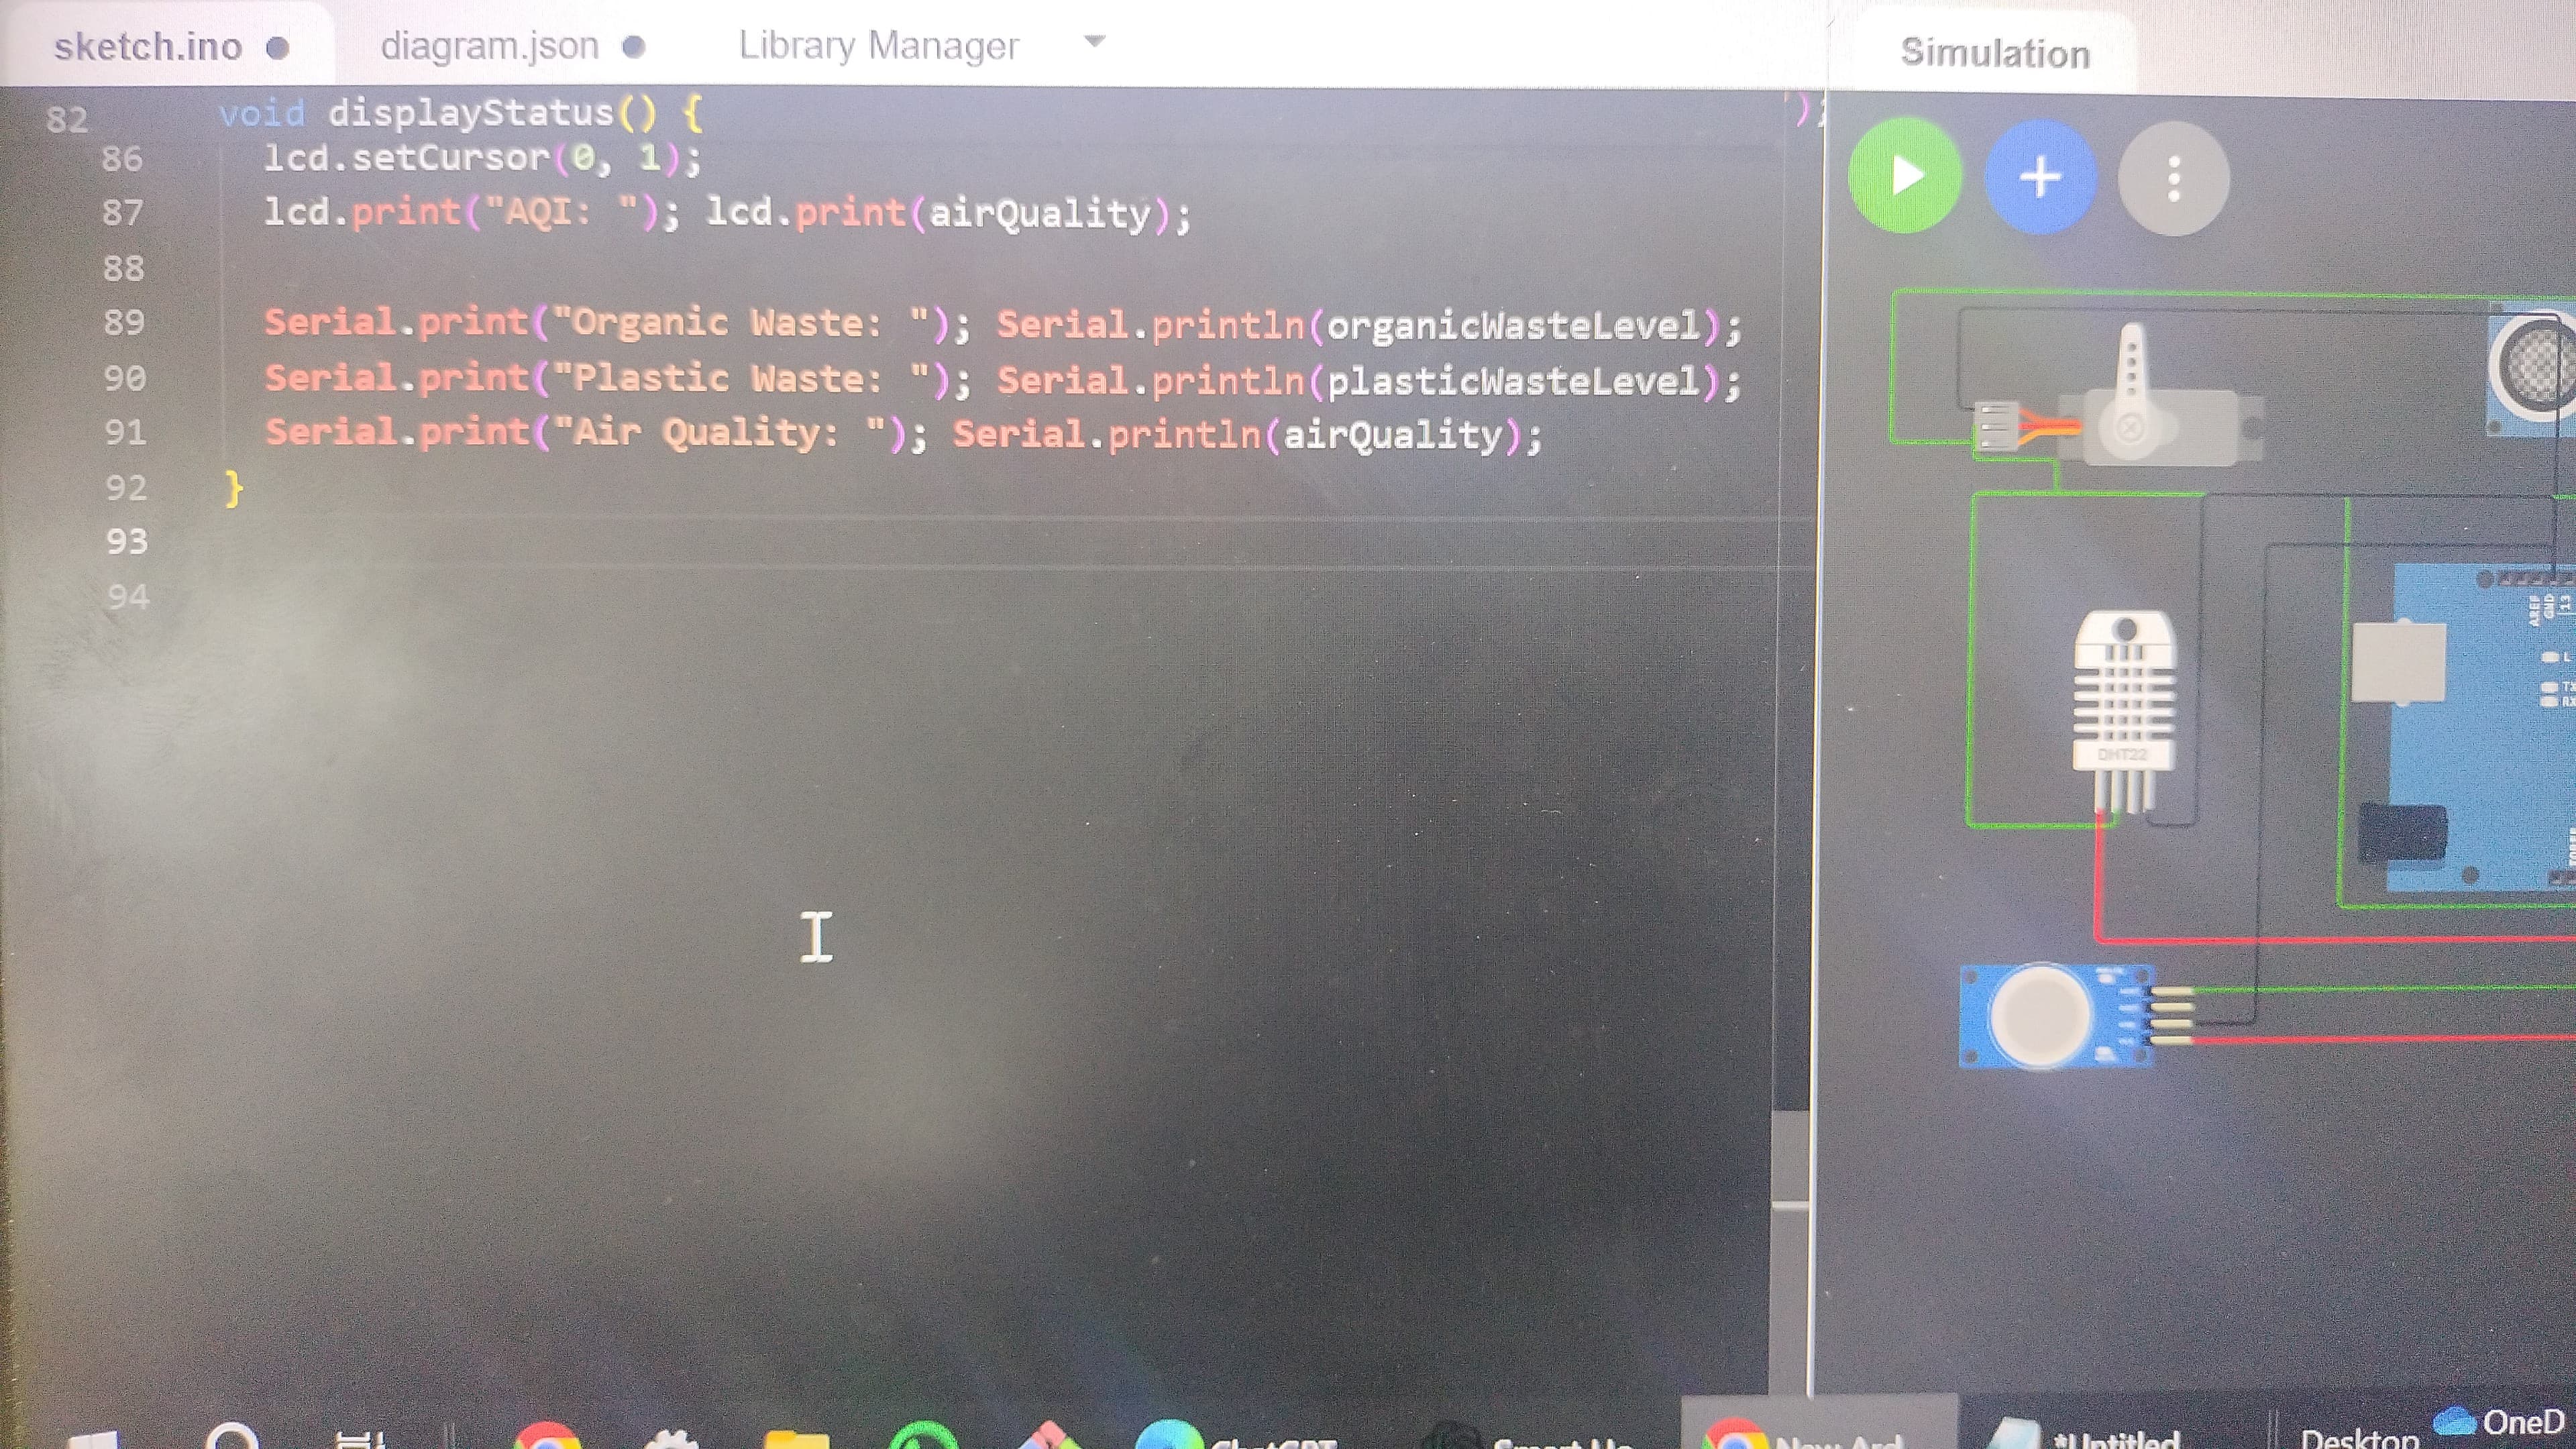 sketch.ino diagram.json Library Manager Simulation
82 void displayStatus() { );
86 lcd.setCursor(0, 1);
87 lcd.print("AQI: "); lcd.print(airQuality);
88
89 Serial.print("Organic Waste: "); Serial.println(organicWasteLevel);
90 Serial.print("Plastic Waste: "); Serial.println(plasticWasteLevel);
91 Serial.print("Air Quality: "); Serial.println(airQuality);
92 }
93
94
AREF
GND
13
L
TX
RX
DHT22
ChatGPT
New Ard
*Untitled
Desktop
OneD